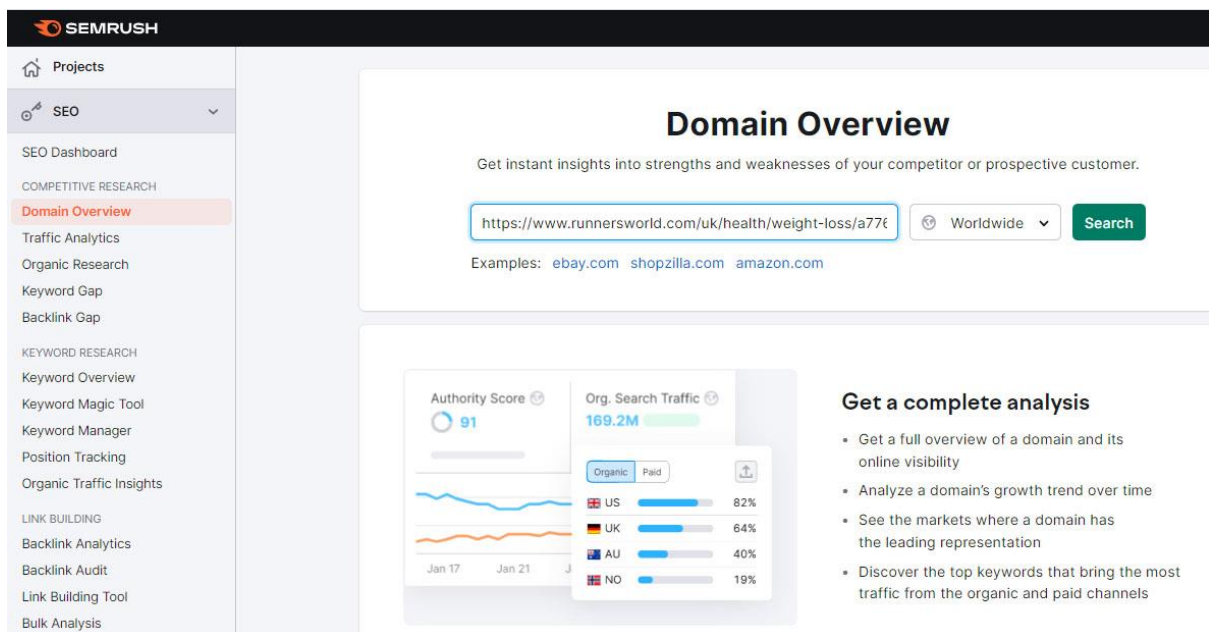 SEMRUSH
Projects
SEO
SEO Dashboard
COMPETITIVE RESEARCH
Domain Overview
Traffic Analytics
Organic Research
Keyword Gap
Backlink Gap
KEYWORD RESEARCH
Keyword Overview
Keyword Magic Tool
Keyword Manager
Position Tracking
Organic Traffic Insights
LINK BUILDING
Backlink Analytics
Backlink Audit
Link Building Tool
Bulk Analysis
Domain Overview
Get instant insights into strengths and weaknesses of your competitor or prospective customer.
https://www.runnersworld.com/uk/health/weight-loss/a776 Worldwide Search
Examples: ebay.com shopzilla.com amazon.com
Authority Score
91
Org. Search Traffic
169.2M
Organic Paid
US 82%
UK 64%
AU 40%
NO 19%
Jan 17 Jan 21 J
Get a complete analysis
Get a full overview of a domain and its
online visibility
Analyze a domain's growth trend over time
See the markets where a domain has
the leading representation
Discover the top keywords that bring the most
traffic from the organic and paid channels